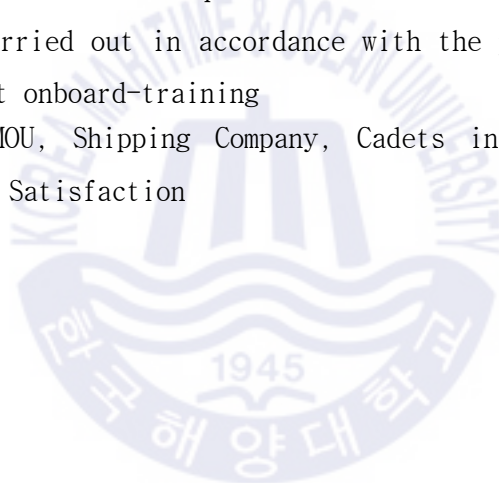 rried out in accordance with the
t onboard-training
MOU, Shipping Company, Cadets in
Satisfaction
KOREA MARITIME & OCEAN UNIVERSITY
1945
한국해양대학교